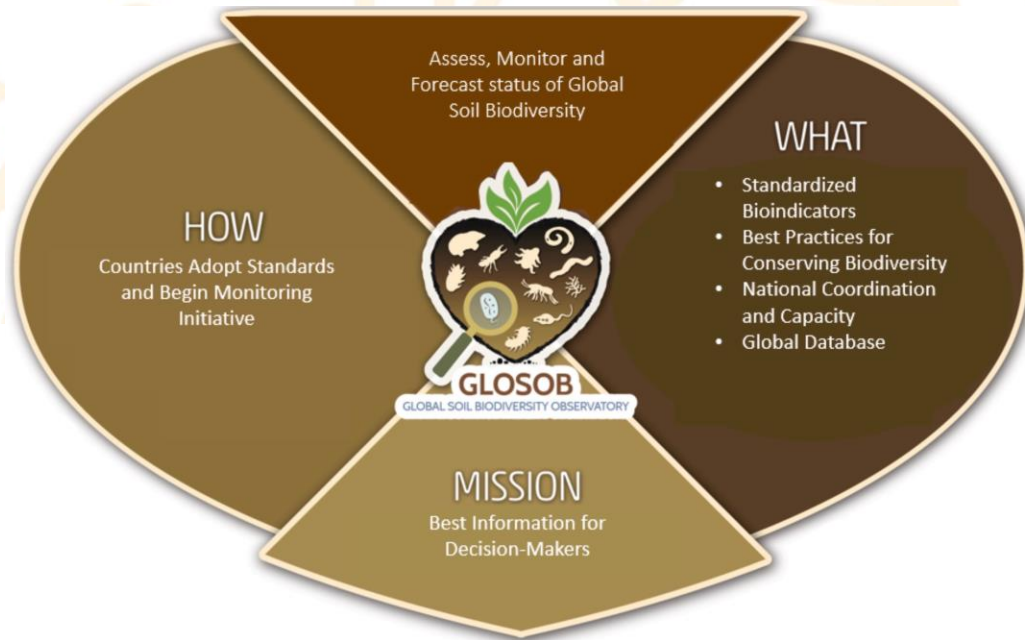 Assess, Monitor and
Forecast status of Global
Soil Biodiversity
HOW
Countries Adopt Standards
and Begin Monitoring
Initiative
WHAT
• Standardized
Bioindicators
• Best Practices for
Conserving Biodiversity
• National Coordination
and Capacity
• Global Database
GLOSOB
GLOBAL SOIL BIODIVERSITY OBSERVATORY
MISSION
Best Information for
Decision-Makers